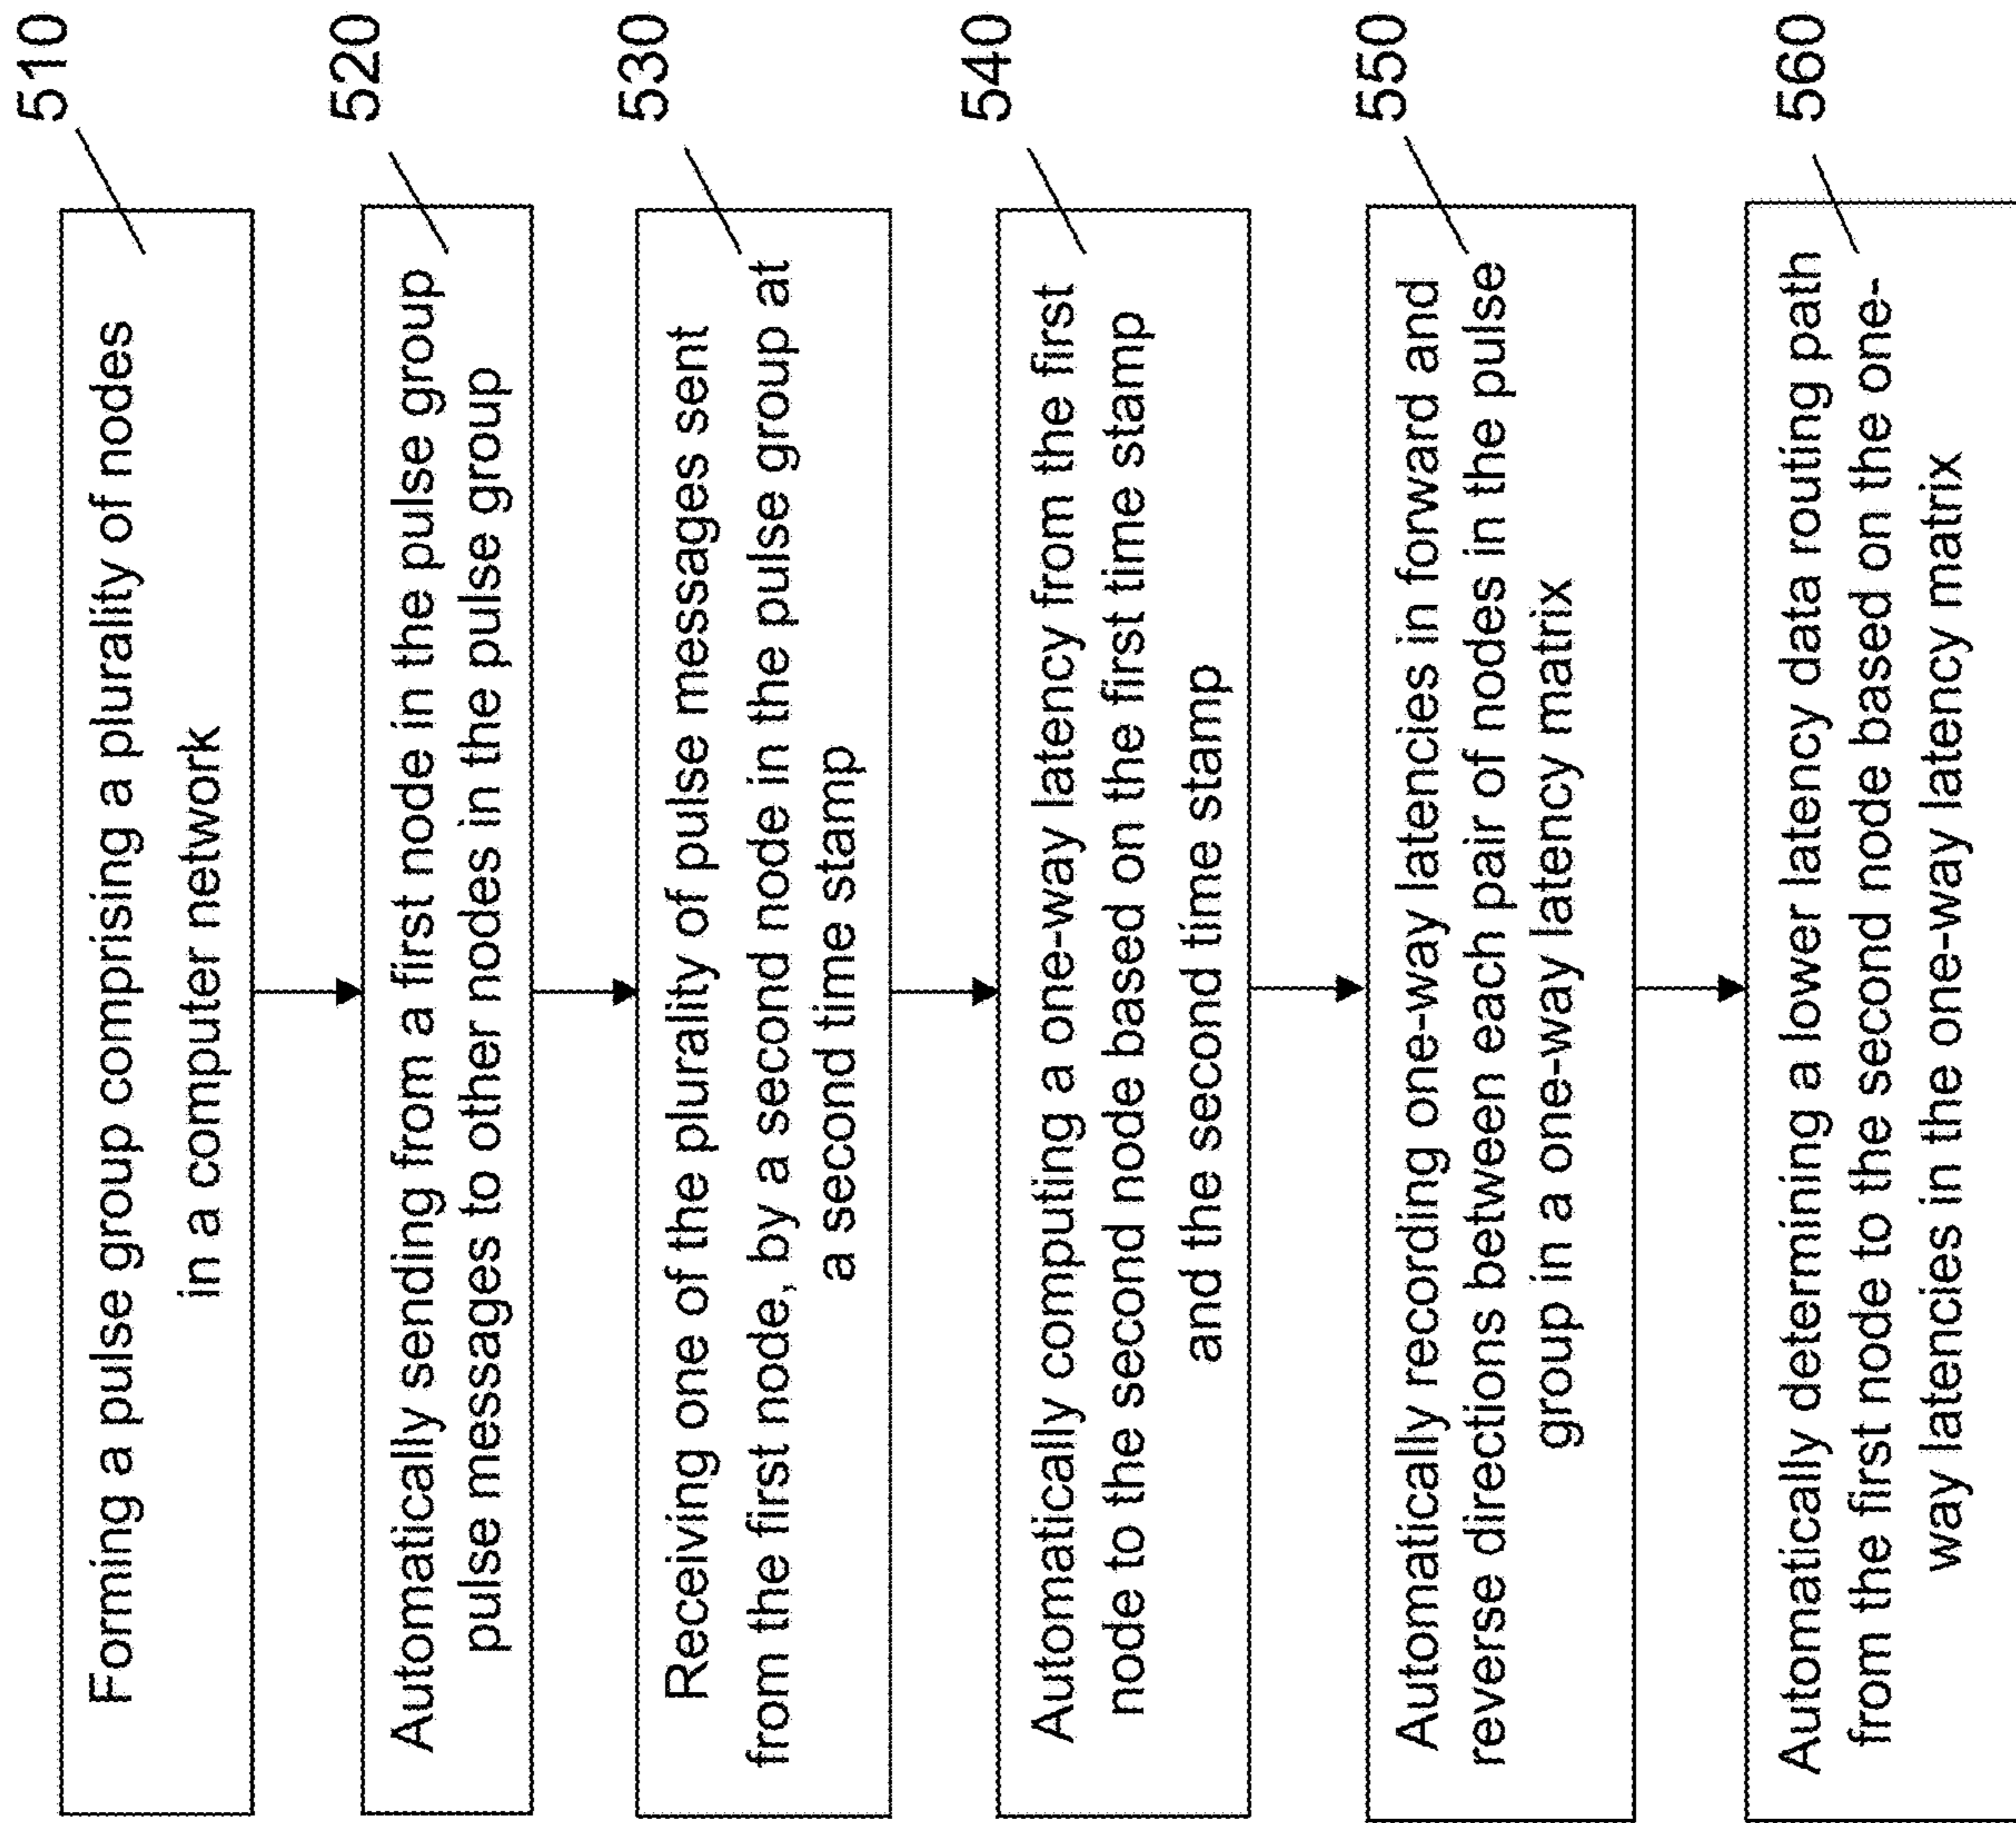 510
Forming a pulse group comprising a plurality of nodes
in a computer network
520
Automatically sending from a first node in the pulse group
pulse messages to other nodes in the pulse group
530
Receiving one of the plurality of pulse messages sent
from the first node, by a second node in the pulse group at
a second time stamp
540
Automatically computing a one-way latency from the first
node to the second node based on the first time stamp
and the second time stamp
550
Automatically recording one-way latencies in forward and
reverse directions between each pair of nodes in the pulse
group in a one-way latency matrix
560
Automatically determining a lower latency data routing path
from the first node to the second node based on the one-
way latencies in the one-way latency matrix